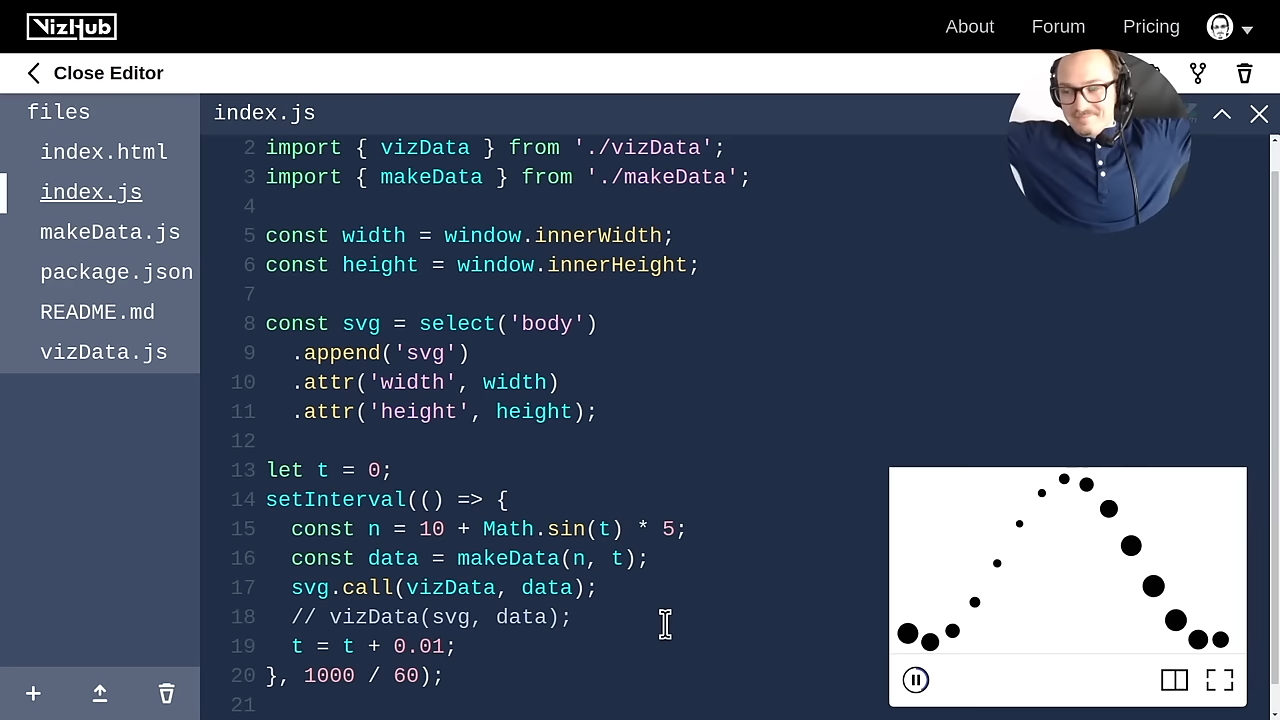 VizHub
About
Forum
Pricing
Close Editor
files
index.html
index.js
makeData.js
package.json
README.md
vizData.js
index.js
2 import { vizData } from './vizData';
3 import { makeData } from './makeData';
4
5 const width = window.innerWidth;
6 const height = window.innerHeight;
7
8 const svg = select('body')
9   .append('svg')
10   .attr('width', width)
11   .attr('height', height);
12
13 let t = 0;
14 setInterval(() => {
15   const n = 10 + Math.sin(t) * 5;
16   const data = makeData(n, t);
17   svg.call(vizData, data);
18   // vizData(svg, data);
19   t = t + 0.01;
20 }, 1000 / 60);
21